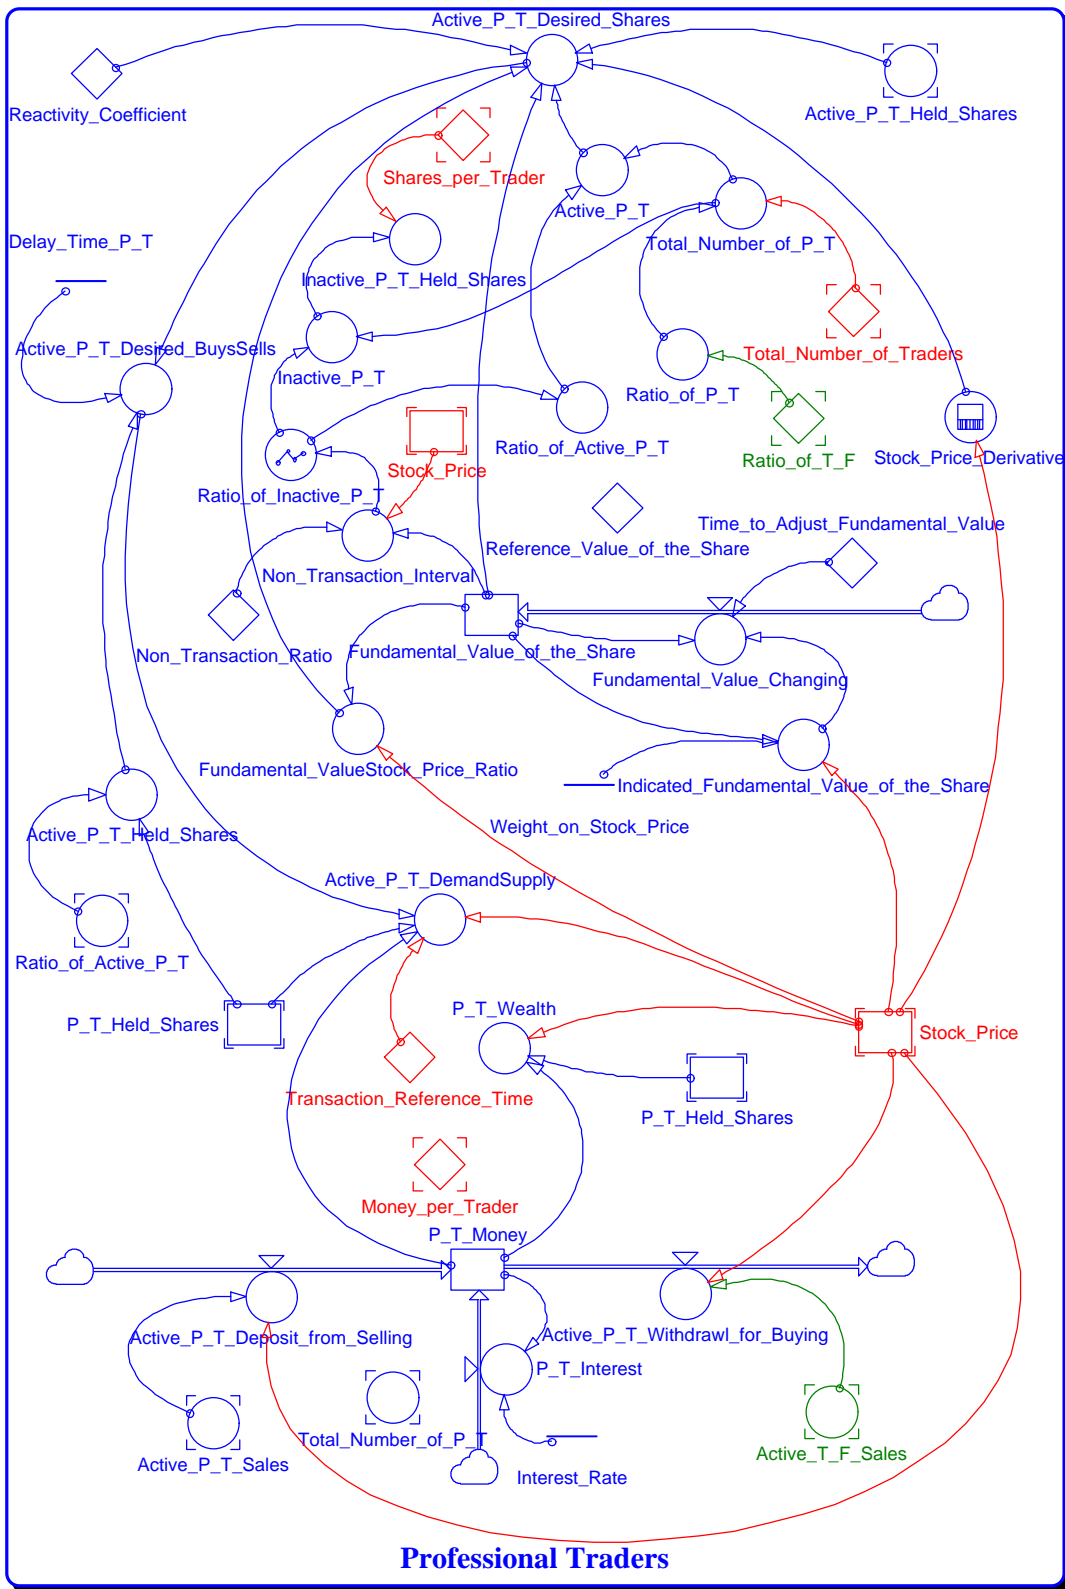 Active_P_T_Desired_Shares
Reactivity_Coefficient
Active_P_T_Held_Shares
Shares_per_Trader
Active_P_T
Delay_Time_P_T
Total_Number_of_P_T
Inactive_P_T_Held_Shares
Active_P_T_Desired_BuysSells
Total_Number_of_Traders
Inactive_P_T
Ratio_of_P_T
Ratio_of_Active_P_T
Stock_Price_Derivative
Ratio_of_T_F
Stock_Price
Ratio_of_Inactive_P_T
Time_to_Adjust_Fundamental_Value
Reference_Value_of_the_Share
Non_Transaction_Interval
Non_Transaction_Ratio
Fundamental_Value_of_the_Share
Fundamental_Value_Changing
Fundamental_ValueStock_Price_Ratio
Indicated_Fundamental_Value_of_the_Share
Weight_on_Stock_Price
Active_P_T_Held_Shares
Active_P_T_DemandSupply
Ratio_of_Active_P_T
P_T_Wealth
P_T_Held_Shares
Stock_Price
Transaction_Reference_Time
P_T_Held_Shares
Money_per_Trader
P_T_Money
Active_P_T_Deposit_from_Selling
Active_P_T_Withdrawl_for_Buying
P_T_Interest
Total_Number_of_P_T
Active_T_F_Sales
Active_P_T_Sales
Interest_Rate
Professional Traders